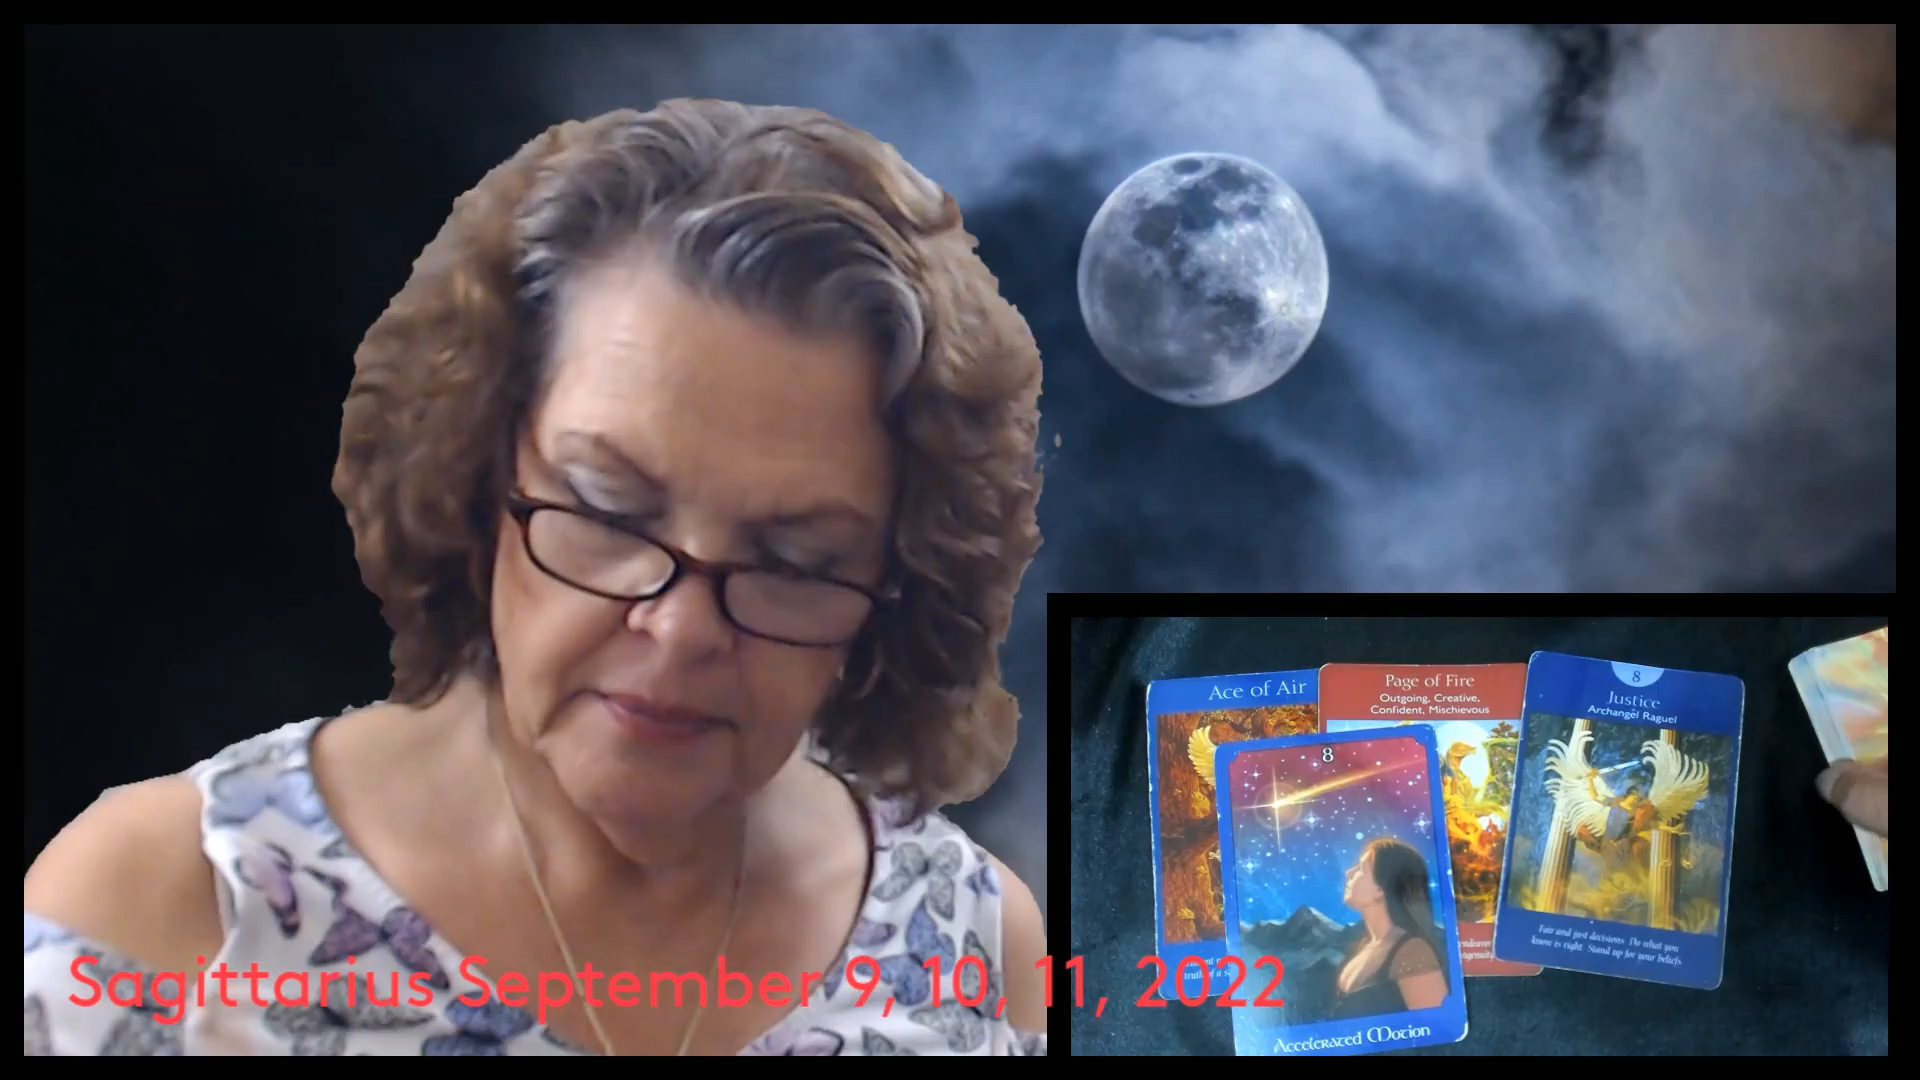 Ace of Air
Page of Fire
Outgoing, Creative,
Confident, Mischievous
8
Justice
Archangel Raguel
8
Fair and just decisions. Do what you
know is right. Stand up for your beliefs.
truth of a
Accelerated Motion
Sagittarius September 9, 10, 11, 2022